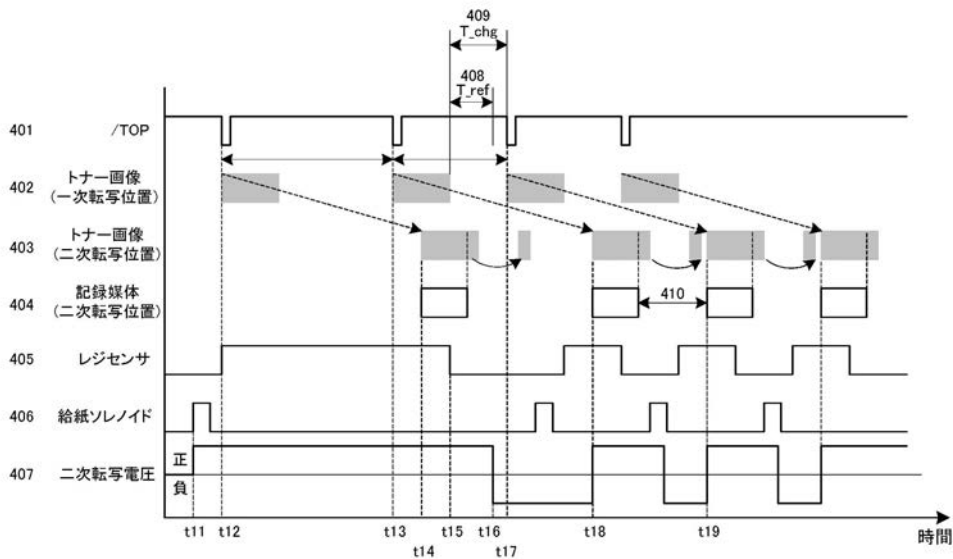 409
T_chg
408
T_ref
401 /TOP
402 トナー画像
(一次転写位置)
403 トナー画像
(二次転写位置)
404 記録媒体
(二次転写位置)
410
405 レジセンサ
406 給紙ソレノイド
407 二次転写電圧
正
負
t11 t12 t13 t15 t16 t18 t19
t14 t17
時間